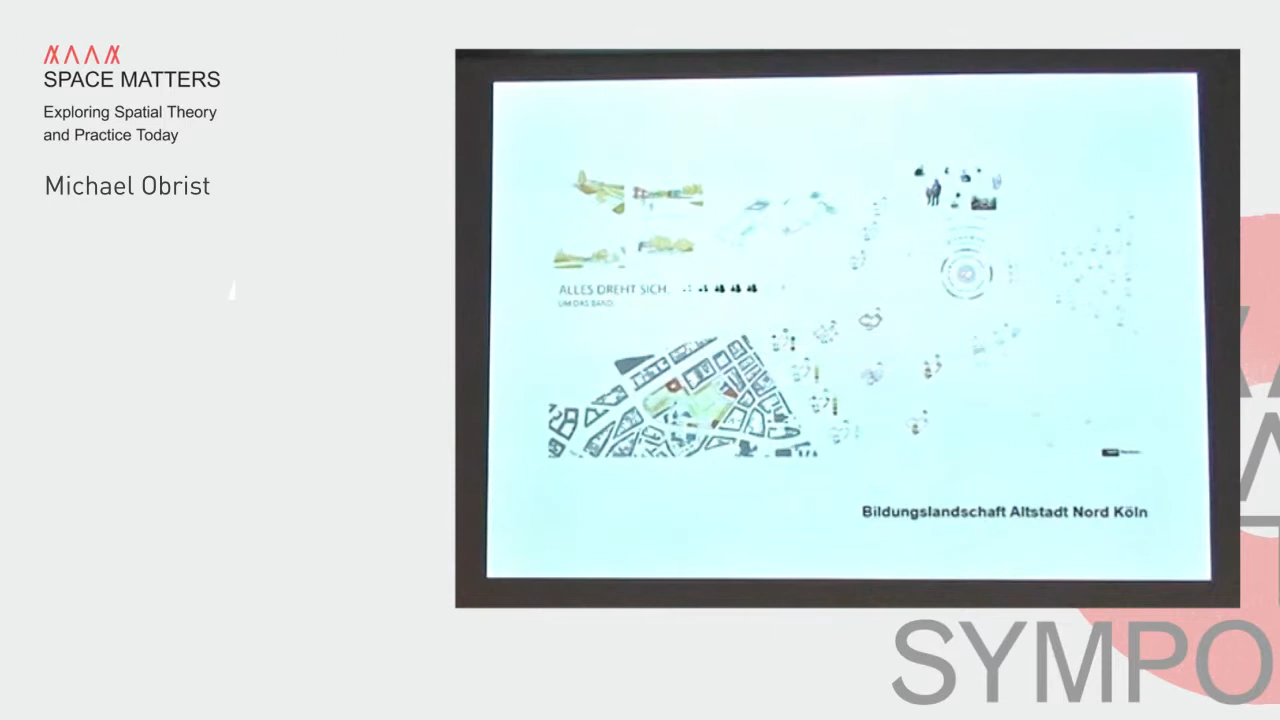 SPACE MATTERS
Exploring Spatial Theory
and Practice Today
Michael Obrist
ALLES DREHT SICH
UM DAS BAND
Bildungslandschaft Altstadt Nord Köln
SYMPO